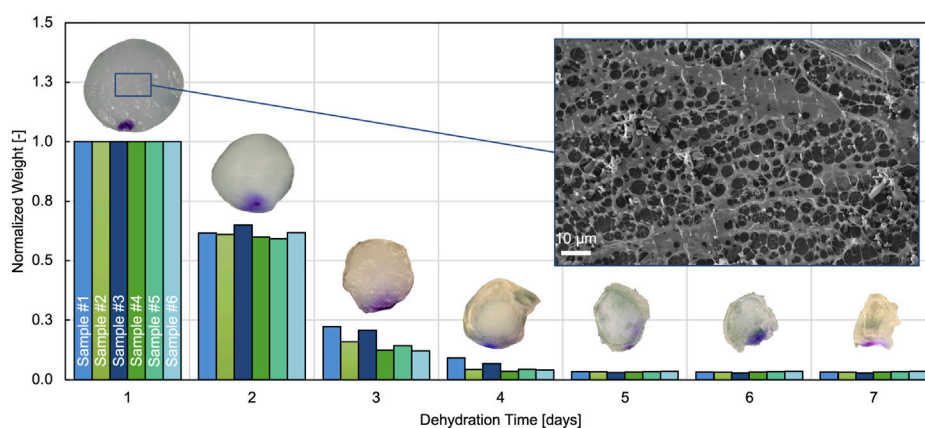 1.5
1.3
1.0
0.8
0.5
0.3
0.0
Normalized Weight [-]
Sample #1
Sample #2
Sample #3
Sample #4
Sample #5
Sample #6
10 µm
1 2 3 4 5 6 7
Dehydration Time [days]